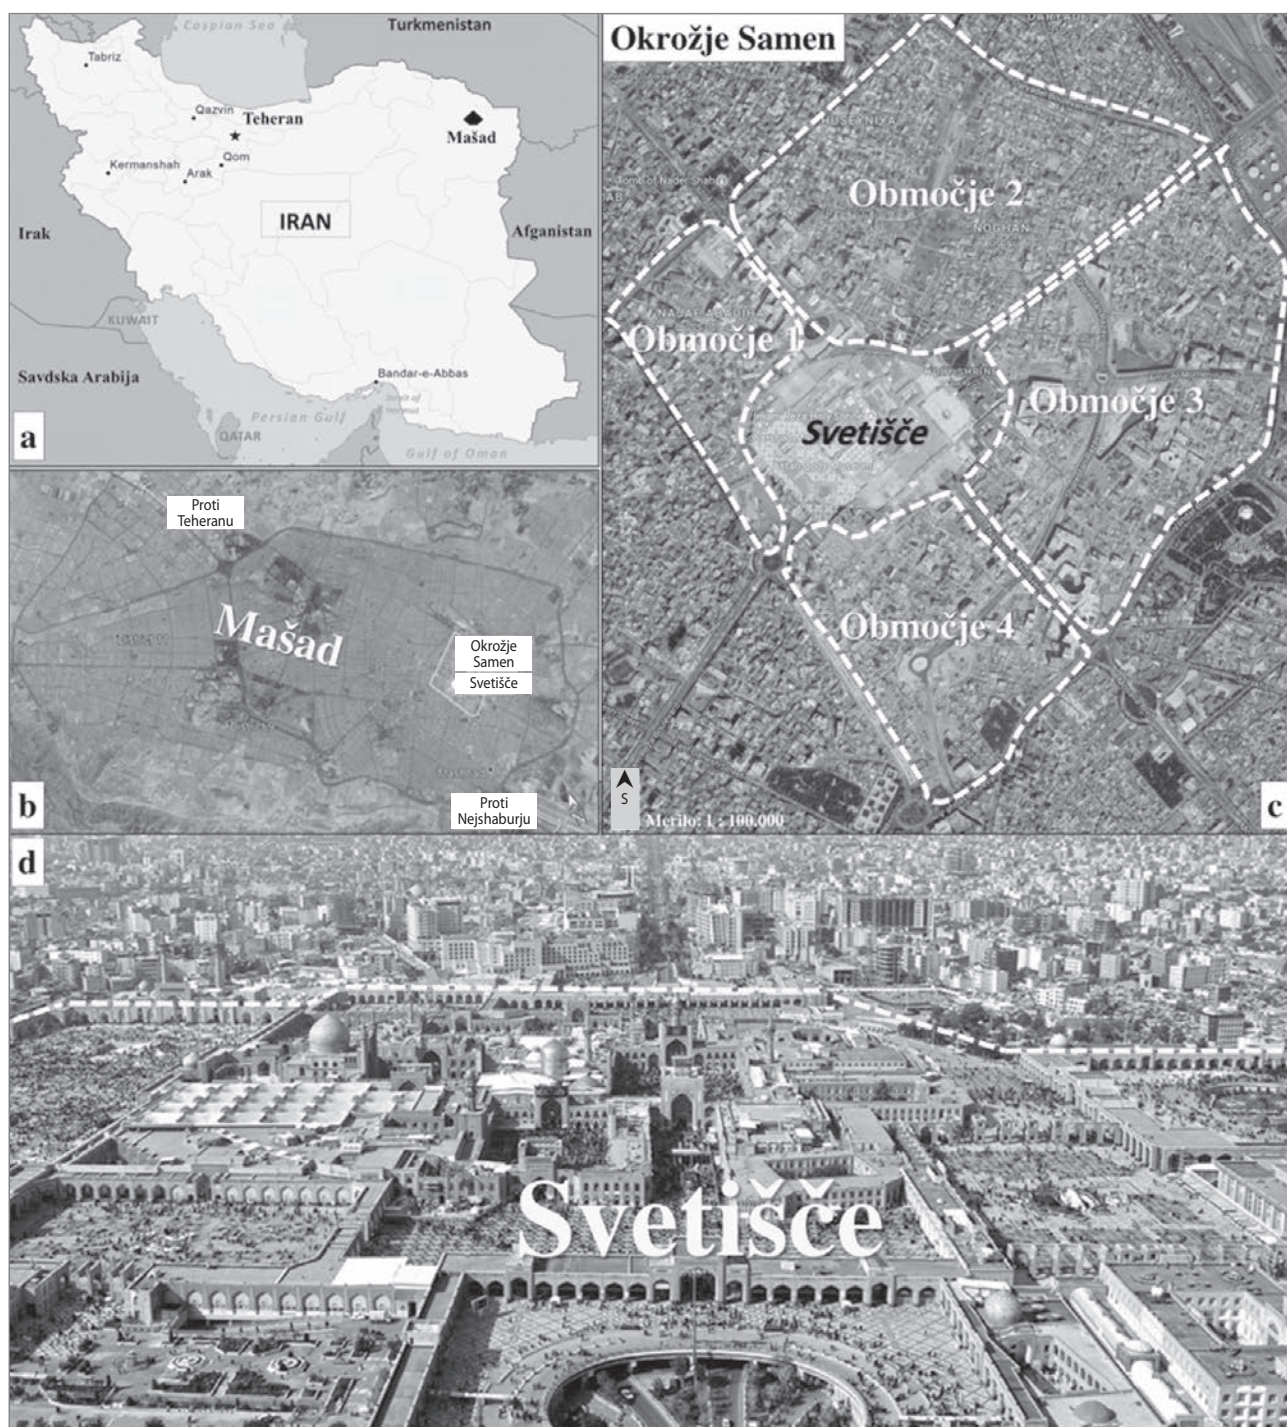 Caspian Sea
Turkmenistan
Tabriz
Qazvin
Teheran
Mašad
Qom
Kermanshah
Arak
IRAN
Irak
Afganistan
KUWAIT
Savdska Arabija
Bandar-e-Abbas
Persian Gulf
QATAR
Gulf of Oman
a
Proti
Teheranu
Mašad
Okrožje
Samen
Svetišče
Proti
Nejshaburju
b
Okrožje Samen
HUSEYNIYA
Tomb of Nader Shah
Območje 2
NOGHAN
Območje 1
Območje 3
Svetišče
Območje 4
S
Merilo: 1 : 100.000
c
d
Svetišče